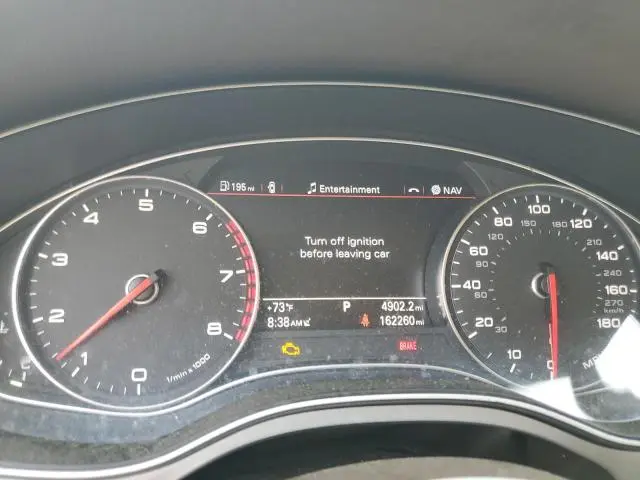 195 mi Entertainment NAV
Turn off ignition
before leaving car
+73°F P 4902.2 mi
8:38 AM 162260 mi
BRAKE
0 1 2 3 4 5 6 7 8
1/min x 1000
0 10 20 40 60 80 100 120 140 160 180
30 60 90 120 150 180 210 240 270
km/h